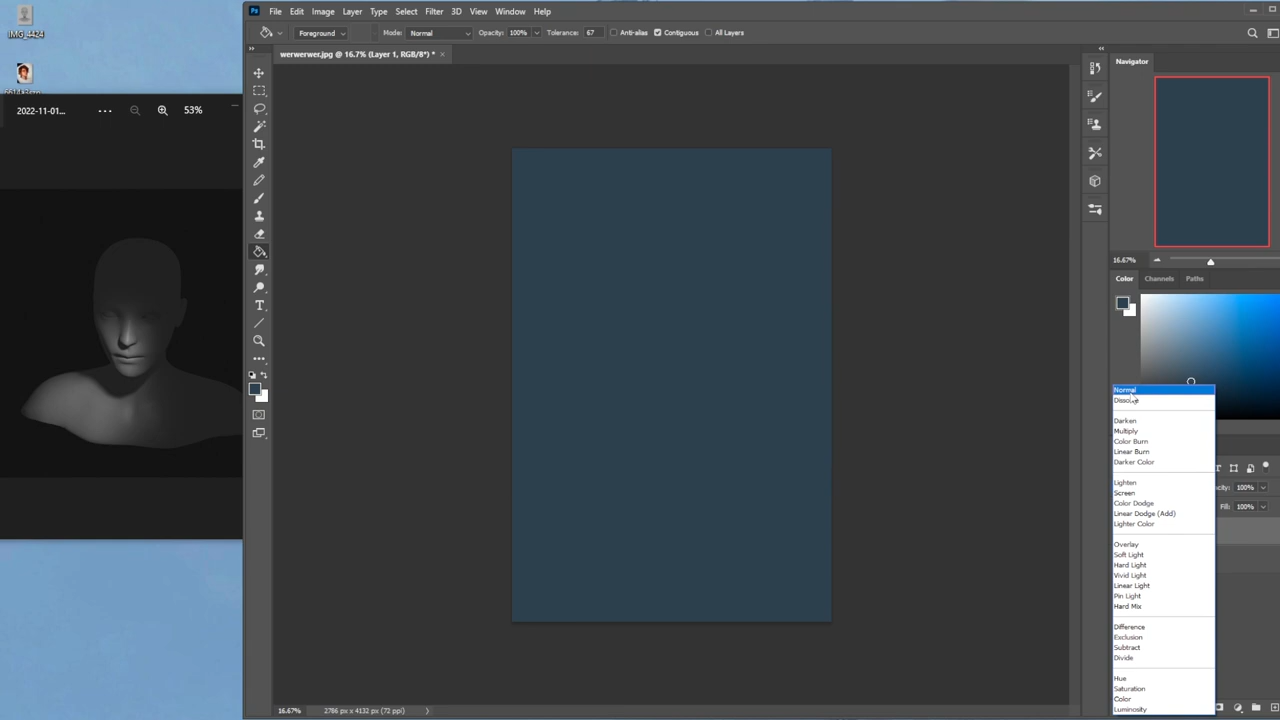 IMG_4424
2022-11-01...
53%
Ps
File Edit Image Layer Type Select Filter 3D View Window Help
Foreground Mode: Normal Opacity: 100% Tolerance: 67 Anti-alias Contiguous All Layers
werwerwer.jpg @ 16.7% (Layer 1, RGB/8*) *
T
16.67% 2786 px x 4132 px (72 ppi)
Navigator
16.67%
Color Channels Paths
Normal
Darken
Multiply
Color Burn
Linear Burn
Darker Color
Lighten
Screen
Color Dodge
Linear Dodge (Add)
Lighter Color
Overlay
Soft Light
Hard Light
Vivid Light
Linear Light
Pin Light
Hard Mix
Difference
Exclusion
Subtract
Divide
Hue
Saturation
Color
Luminosity
100%
Fill: 100%